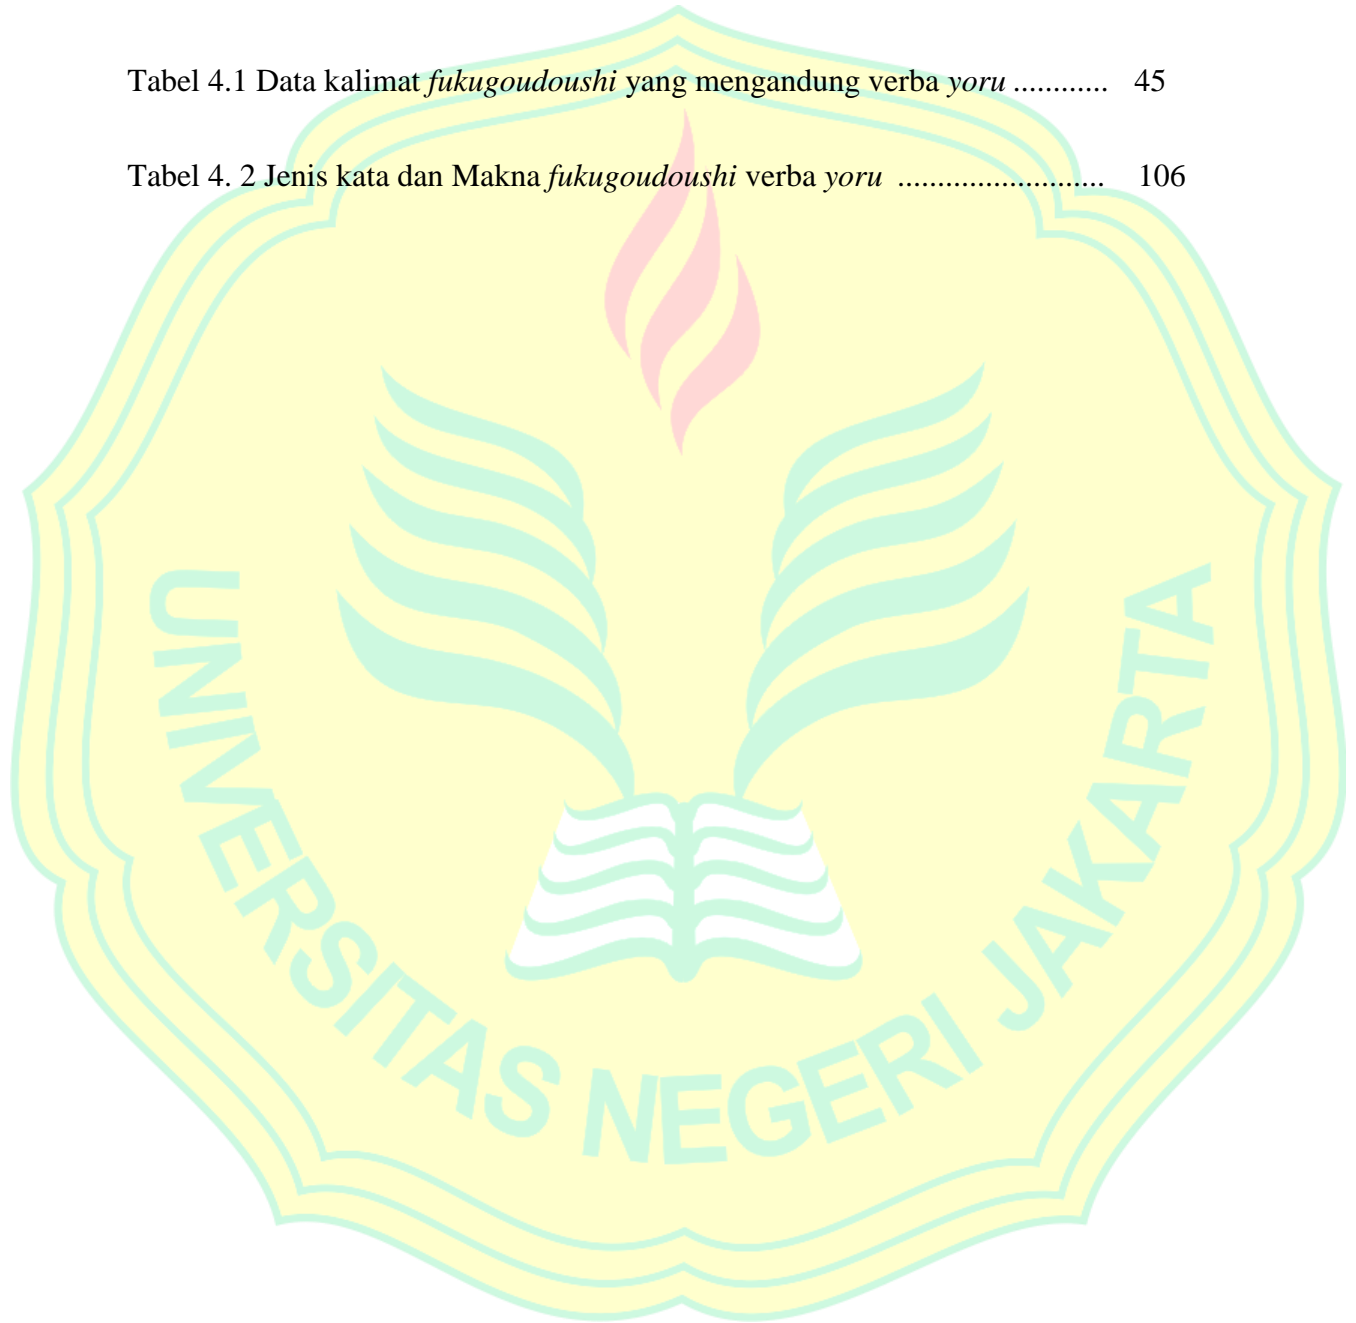 Tabel 4.1 Data kalimat fukugoudoushi yang mengandung verba yoru ............ 45
Tabel 4. 2 Jenis kata dan Makna fukugoudoushi verba yoru .......................... 106
UNIVERSITAS NEGERI JAKARTA